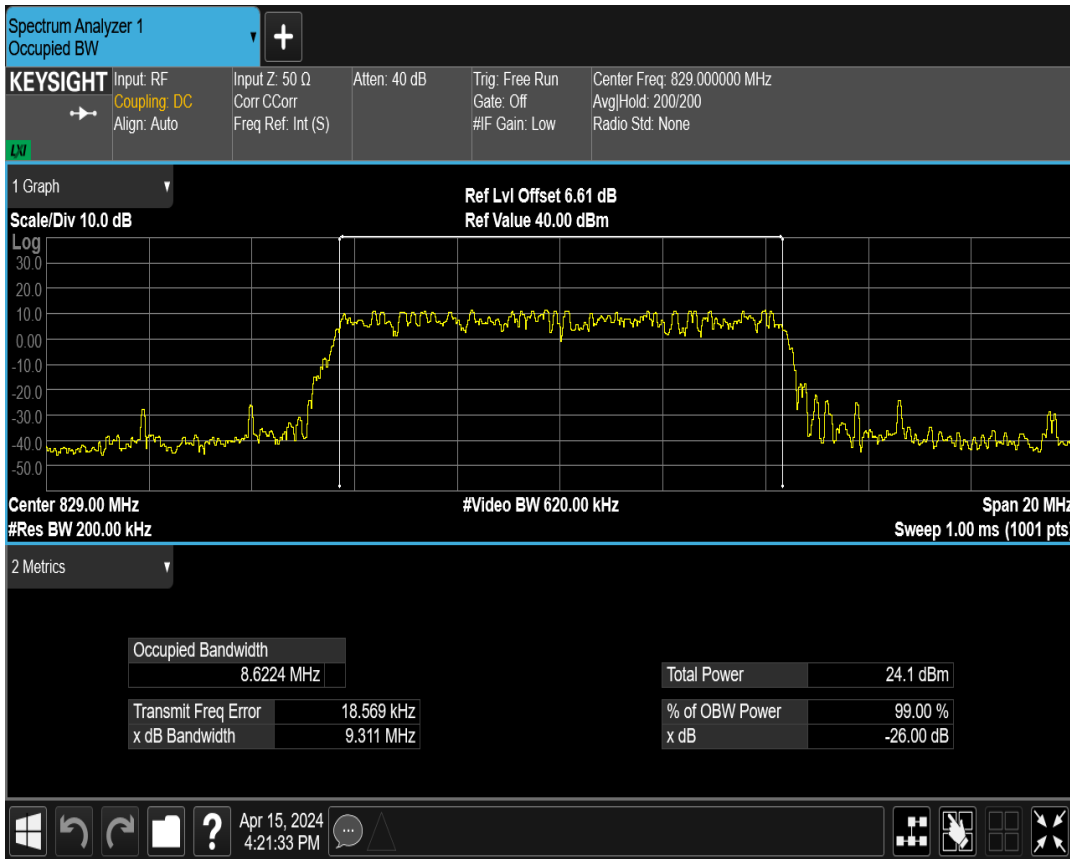 Spectrum Analyzer 1
Occupied BW
+
KEYSIGHT
LXI
Input: RF
Coupling: DC
Align: Auto
Input Z: 50 Ω
Corr CCorr
Freq Ref: Int (S)
Atten: 40 dB
Trig: Free Run
Gate: Off
#IF Gain: Low
Center Freq: 829.000000 MHz
Avg|Hold: 200/200
Radio Std: None
1 Graph
Ref Lvl Offset 6.61 dB
Scale/Div 10.0 dB
Ref Value 40.00 dBm
Log
30.0
20.0
10.0
0.00
-10.0
-20.0
-30.0
-40.0
-50.0
Center 829.00 MHz
#Video BW 620.00 kHz
Span 20 MHz
#Res BW 200.00 kHz
Sweep 1.00 ms (1001 pts)
2 Metrics
Occupied Bandwidth
8.6224 MHz
Total Power 24.1 dBm
Transmit Freq Error 18.569 kHz
% of OBW Power 99.00 %
x dB Bandwidth 9.311 MHz
x dB -26.00 dB
?
Apr 15, 2024
4:21:33 PM